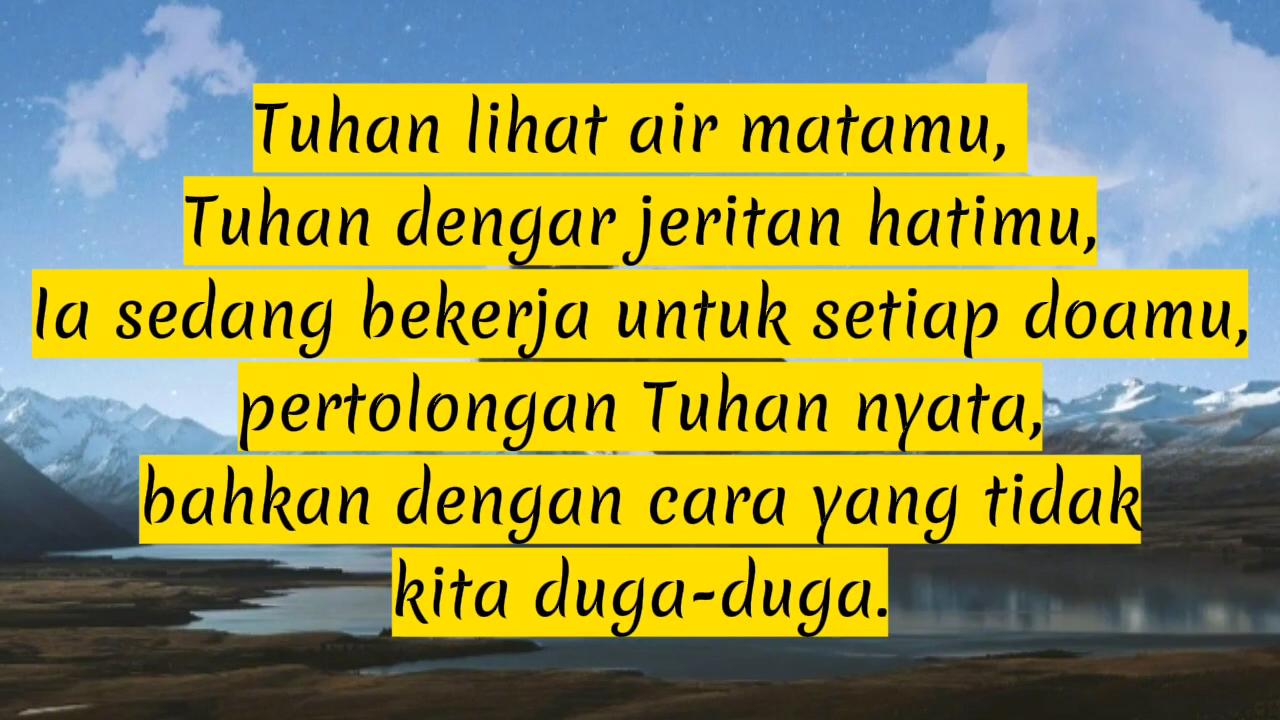 Tuhan lihat air matamu,
Tuhan dengar jeritan hatimu,
Ia sedang bekerja untuk setiap doamu,
pertolongan Tuhan nyata,
bahkan dengan cara yang tidak
kita duga-duga.